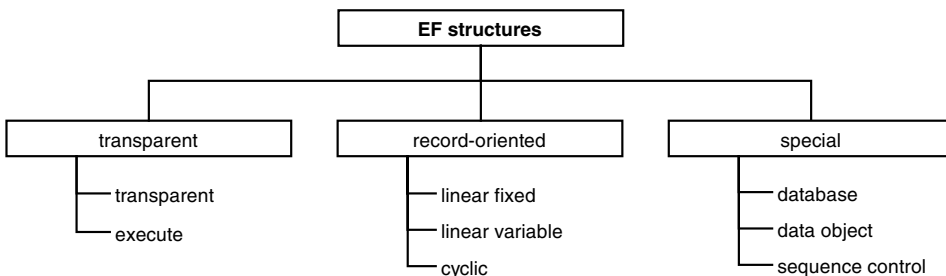 EF structures
transparent
record-oriented
special
transparent
execute
linear fixed
linear variable
cyclic
database
data object
sequence control